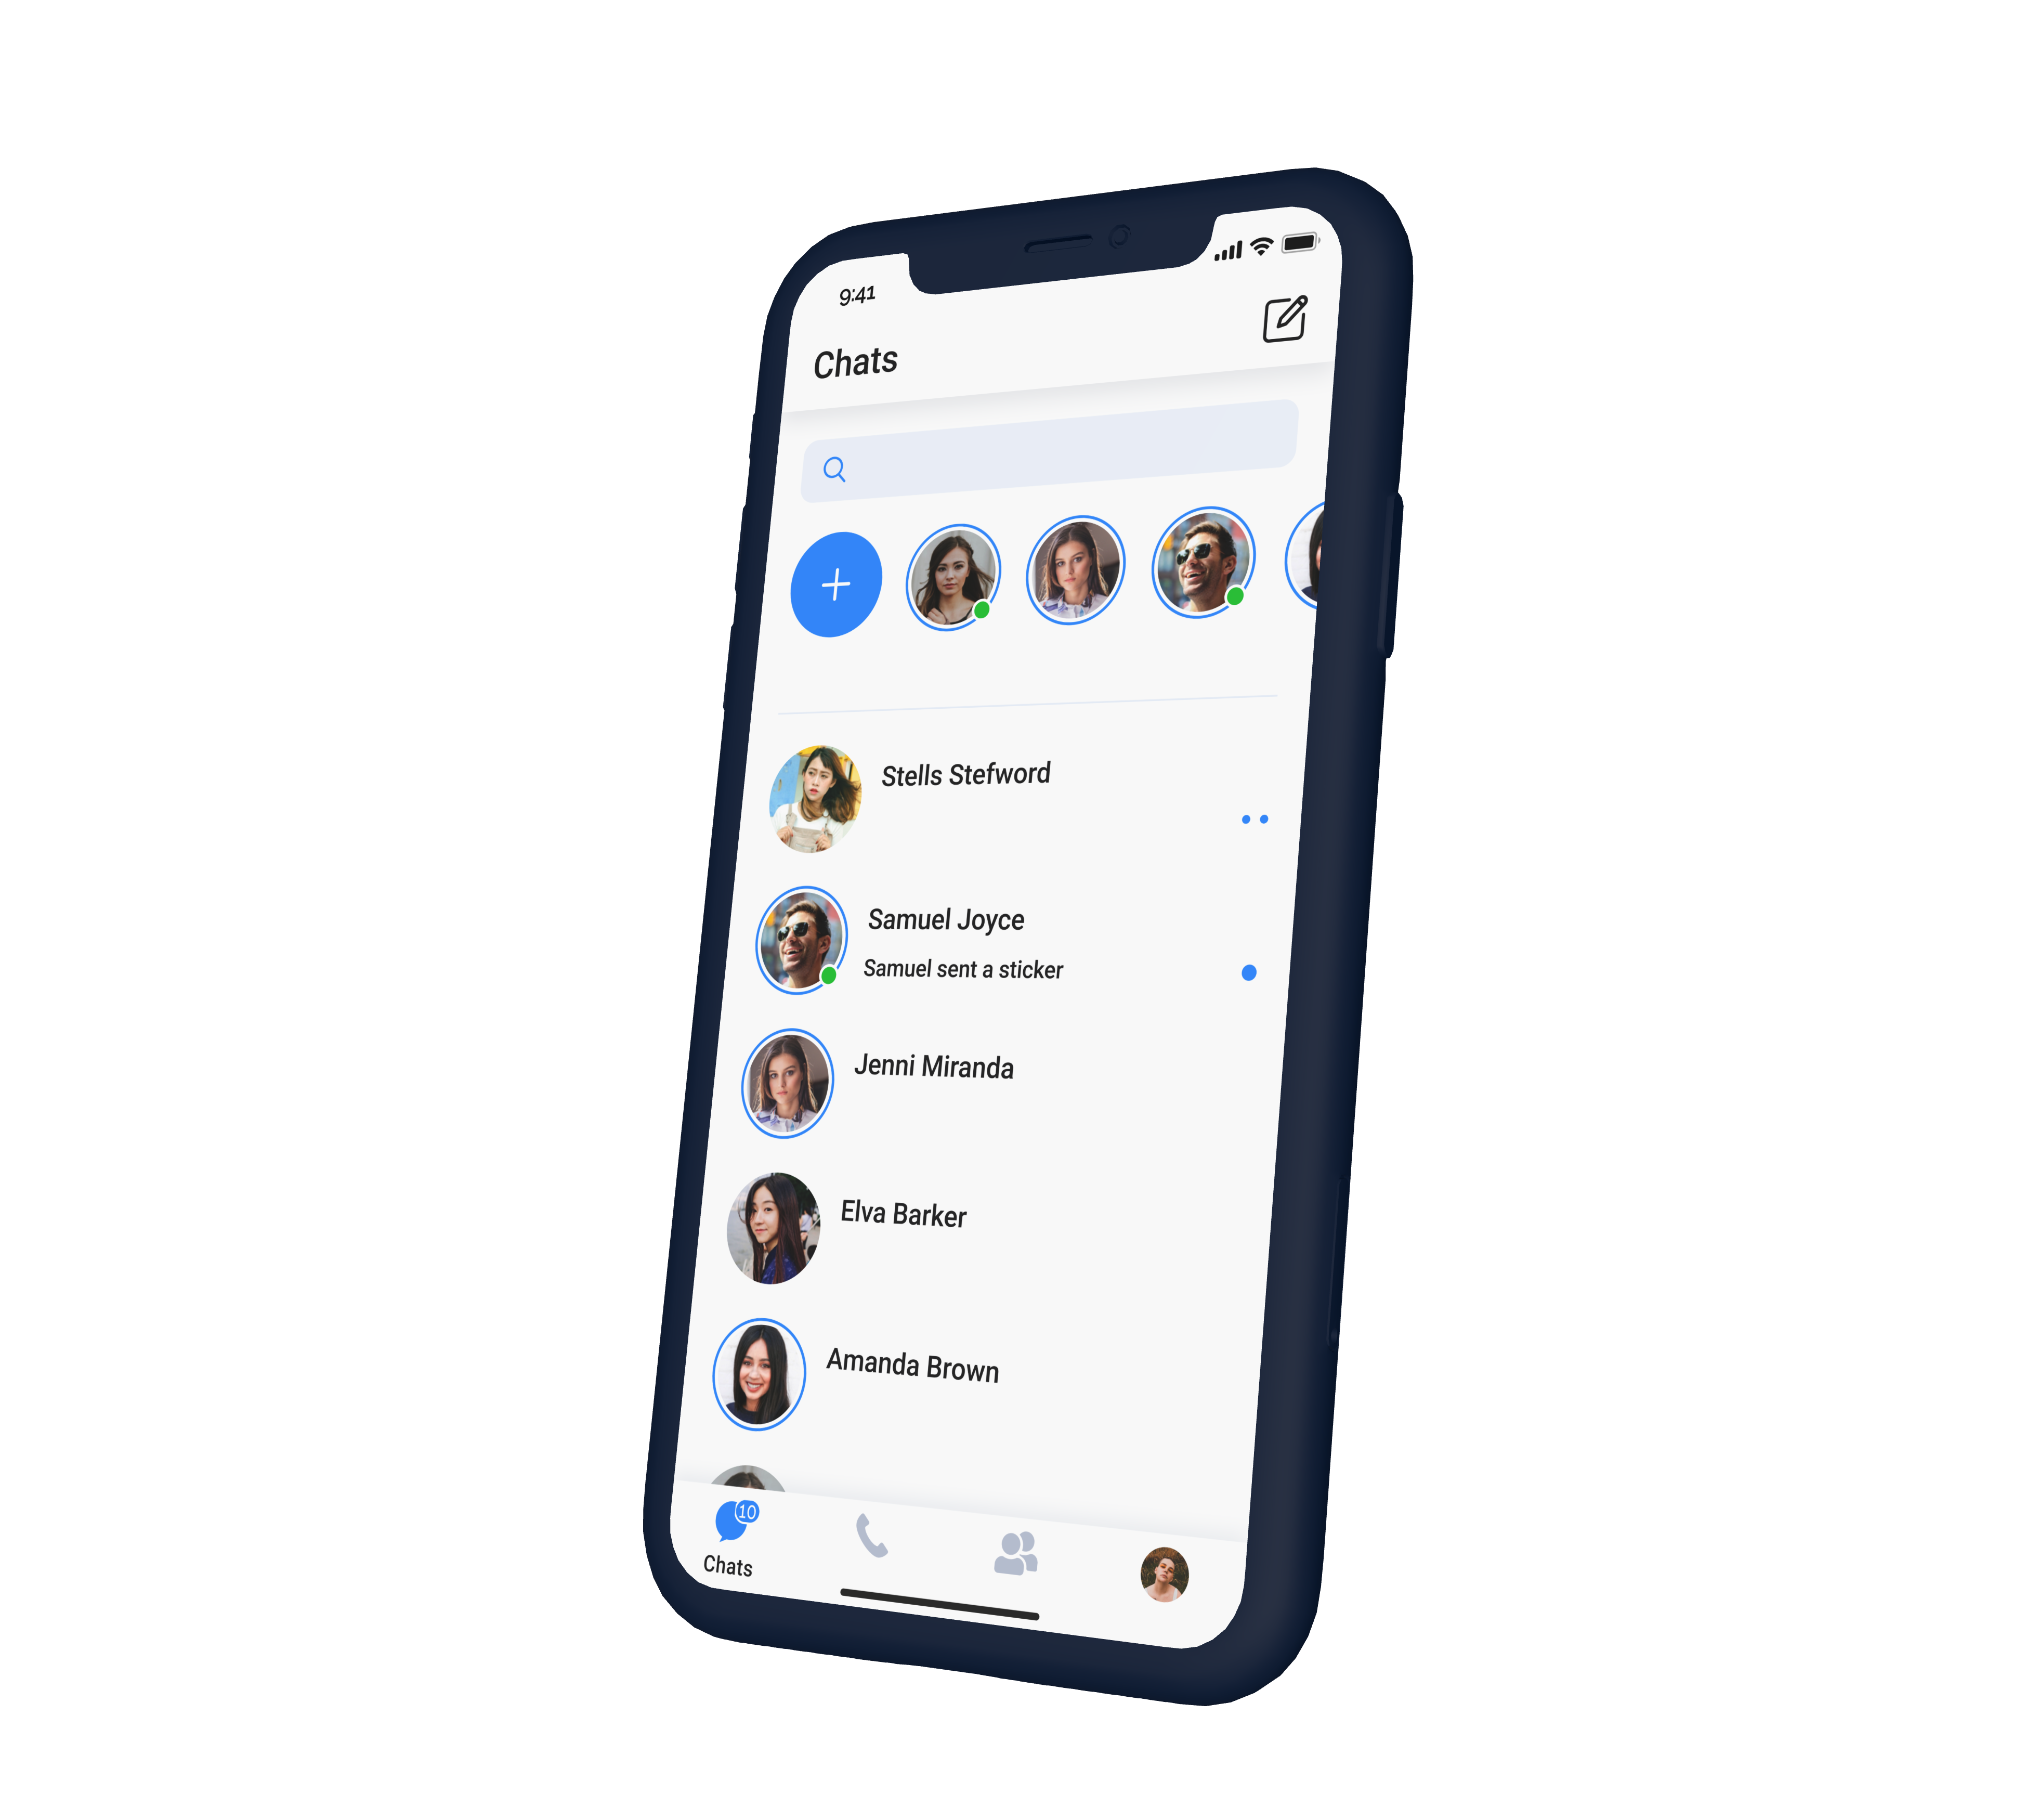 9:41
Chats
Stells Stefword
Samuel Joyce
Samuel sent a sticker
Jenni Miranda
Elva Barker
Amanda Brown
10
Chats